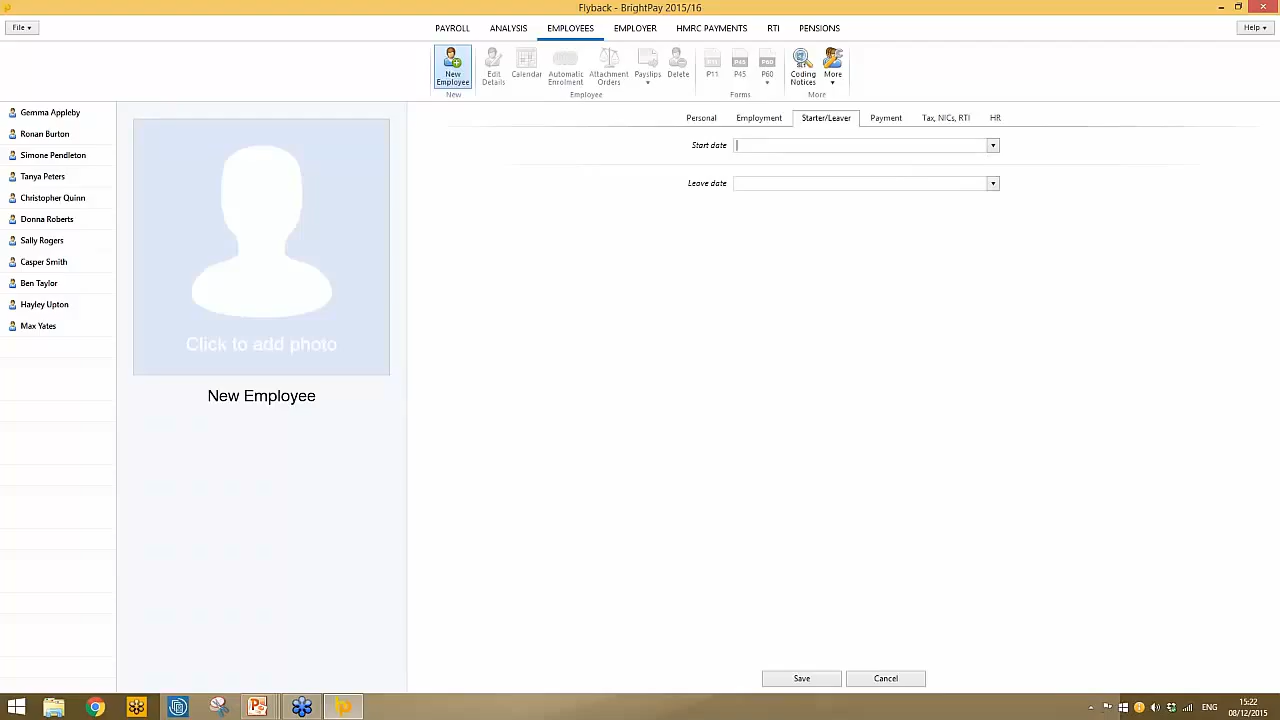 Flyback - BrightPay 2015/16
File
PAYROLL ANALYSIS EMPLOYEES EMPLOYER HMRC PAYMENTS RTI PENSIONS
Help
New Employee
Edit Details
Calendar
Automatic Enrolment
Attachment Orders
Payslips
Delete
P11
P45
P60
Coding Notices
More
New
Employee
Forms
More
Gemma Appleby
Ronan Burton
Simone Pendleton
Tanya Peters
Christopher Quinn
Donna Roberts
Sally Rogers
Casper Smith
Ben Taylor
Hayley Upton
Max Yates
Click to add photo
New Employee
Personal Employment Starter/Leaver Payment Tax, NICs, RTI HR
Start date
Leave date
Save Cancel
ENG
15:22
08/12/2015